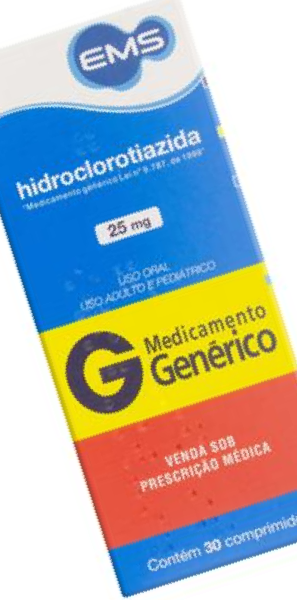 EMS
hidroclorotiazida
"Medicamento genérico Lei nº 9.787, de 1999"
25 mg
USO ORAL
USO ADULTO E PEDIÁTRICO
G Medicamento
Genérico
VENDA SOB
PRESCRIÇÃO MÉDICA
Contém 30 comprimido